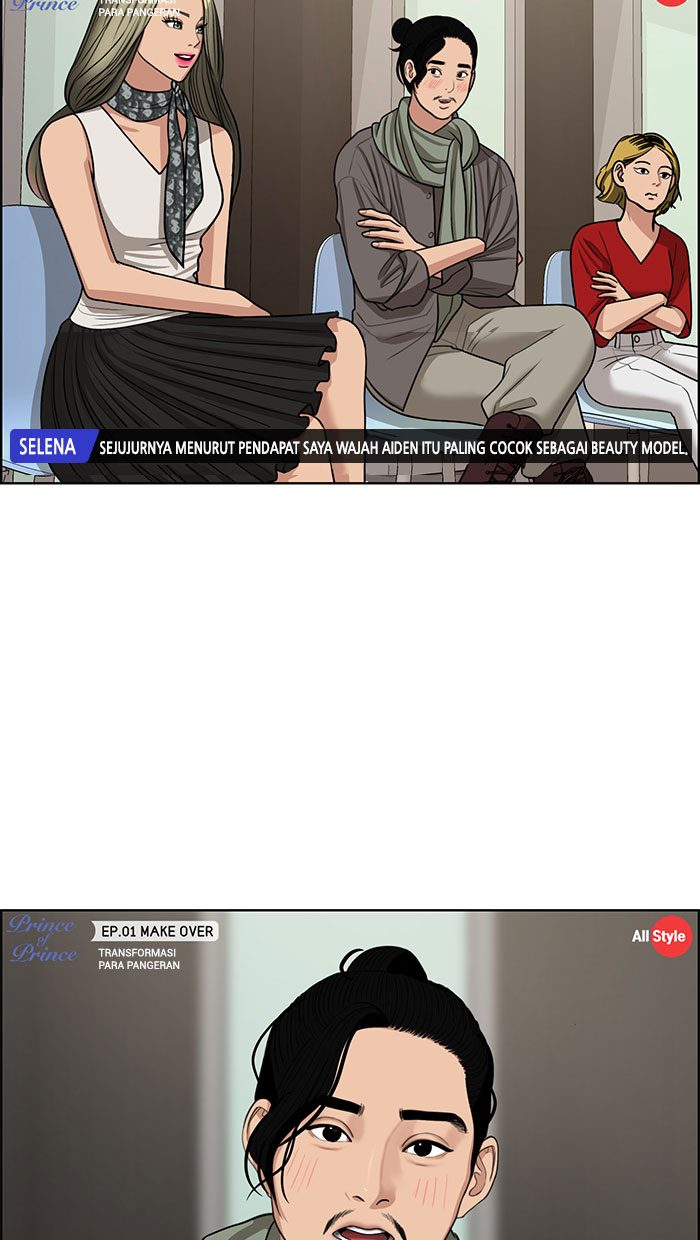 Prince
TRANSFORMASI
PARA PANGERAN
SELENA SEJUJURNYA MENURUT PENDAPAT SAYA WAJAH AIDEN ITU PALING COCOK SEBAGAI BEAUTY MODEL.
Prince
of
Prince
EP.01 MAKE OVER
TRANSFORMASI
PARA PANGERAN
All Style